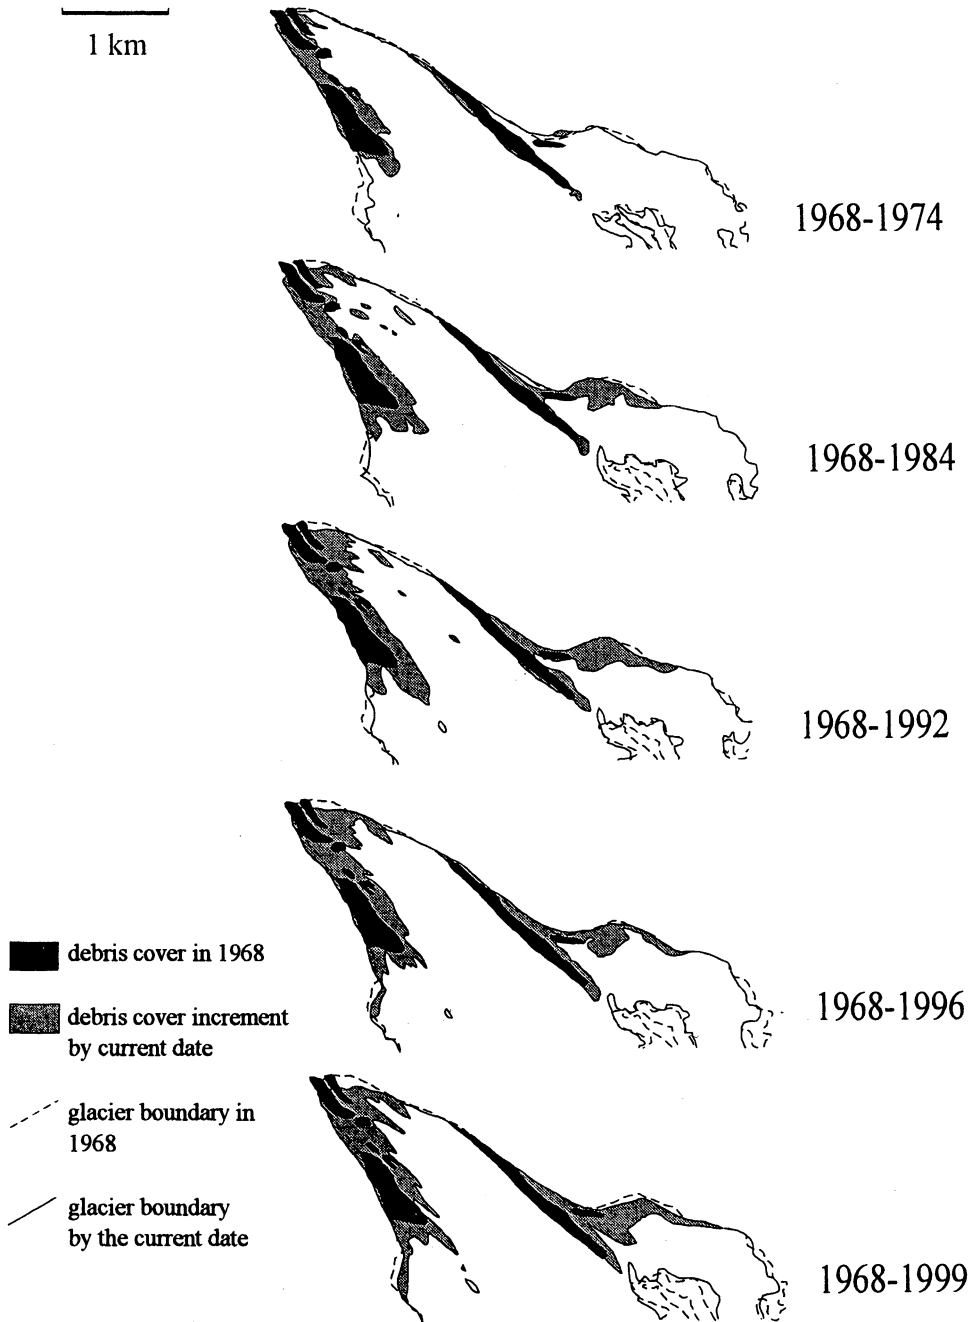 1 km
1968-1974
1968-1984
1968-1992
1968-1996
1968-1999
debris cover in 1968
debris cover increment
by current date
glacier boundary in
1968
glacier boundary
by the current date